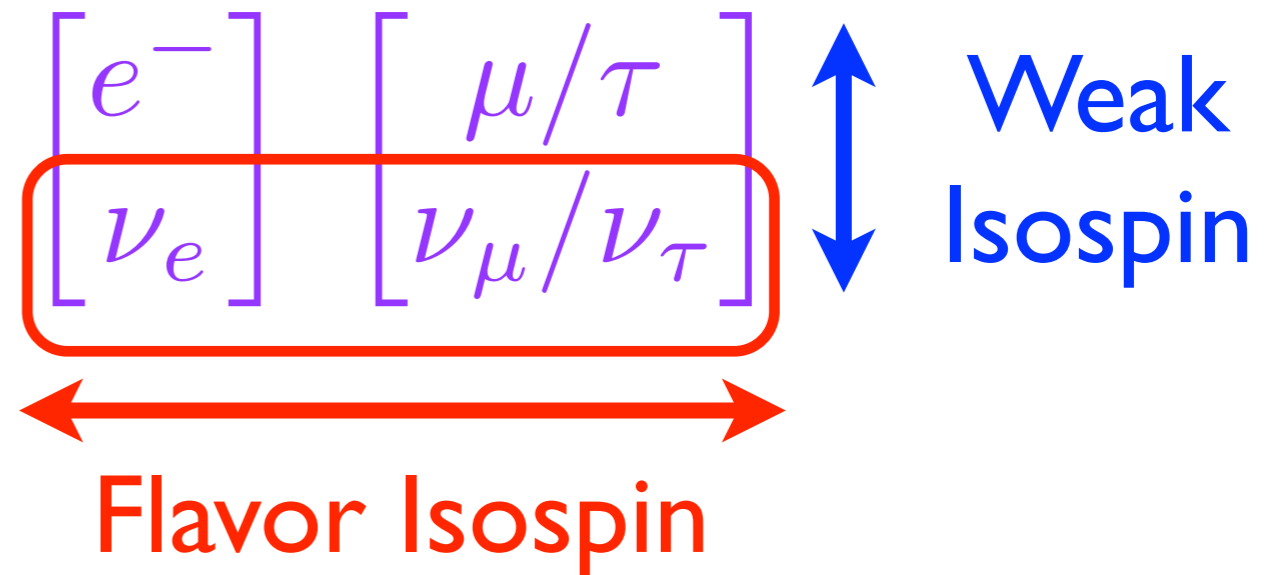 e⁻ μ/τ
ν_e ν_μ/ν_τ
Weak
Isospin
Flavor Isospin